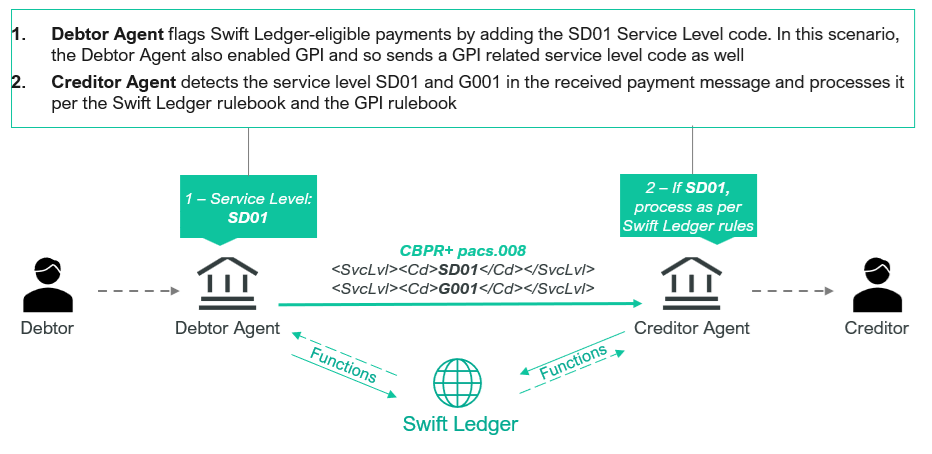 1. Debtor Agent flags Swift Ledger-eligible payments by adding the SD01 Service Level code. In this scenario,
the Debtor Agent also enabled GPI and so sends a GPI related service level code as well
2. Creditor Agent detects the service level SD01 and G001 in the received payment message and processes it
per the Swift Ledger rulebook and the GPI rulebook
1 – Service Level:
SD01
2 – If SD01,
process as per
Swift Ledger rules
CBPR+ pacs.008
<SvcLvl><Cd>SD01</Cd></SvcLvl>
<SvcLvl><Cd>G001</Cd></SvcLvl>
Debtor
Debtor Agent
Creditor Agent
Creditor
Functions
Functions
Swift Ledger